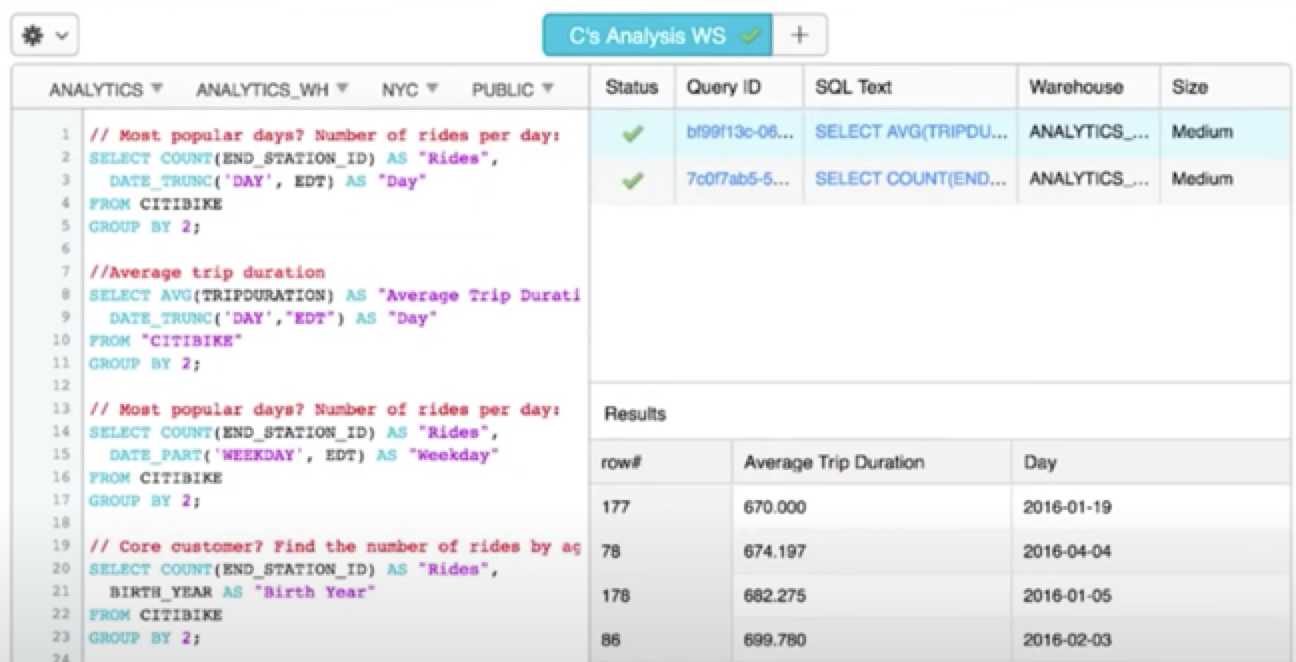 C's Analysis WS
+
ANALYTICS ANALYTICS_WH NYC PUBLIC
1 // Most popular days? Number of rides per day:
2 SELECT COUNT(END_STATION_ID) AS "Rides",
3 DATE_TRUNC('DAY', EDT) AS "Day"
4 FROM CITIBIKE
5 GROUP BY 2;
6
7 //Average trip duration
8 SELECT AVG(TRIPDURATION) AS "Average Trip Durati
9 DATE_TRUNC('DAY',"EDT") AS "Day"
10 FROM "CITIBIKE"
11 GROUP BY 2;
12
13 // Most popular days? Number of rides per day:
14 SELECT COUNT(END_STATION_ID) AS "Rides",
15 DATE_PART('WEEKDAY', EDT) AS "Weekday"
16 FROM CITIBIKE
17 GROUP BY 2;
18
19 // Core customer? Find the number of rides by ag
20 SELECT COUNT(END_STATION_ID) AS "Rides",
21 BIRTH_YEAR AS "Birth Year"
22 FROM CITIBIKE
23 GROUP BY 2;
24
Status Query ID SQL Text Warehouse Size
bf99f13c-06... SELECT AVG(TRIPDU... ANALYTICS_... Medium
7c0f7ab5-5... SELECT COUNT(END... ANALYTICS_... Medium
Results
row# Average Trip Duration Day
177 670.000 2016-01-19
78 674.197 2016-04-04
178 682.275 2016-01-05
86 699.780 2016-02-03